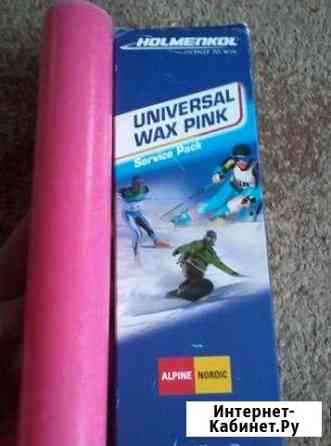 HOLMENKOL
UNIVERSAL
WAX PINK
Service Pack
ALPINE NORDIC
Интернет-
Кабинет.Ру